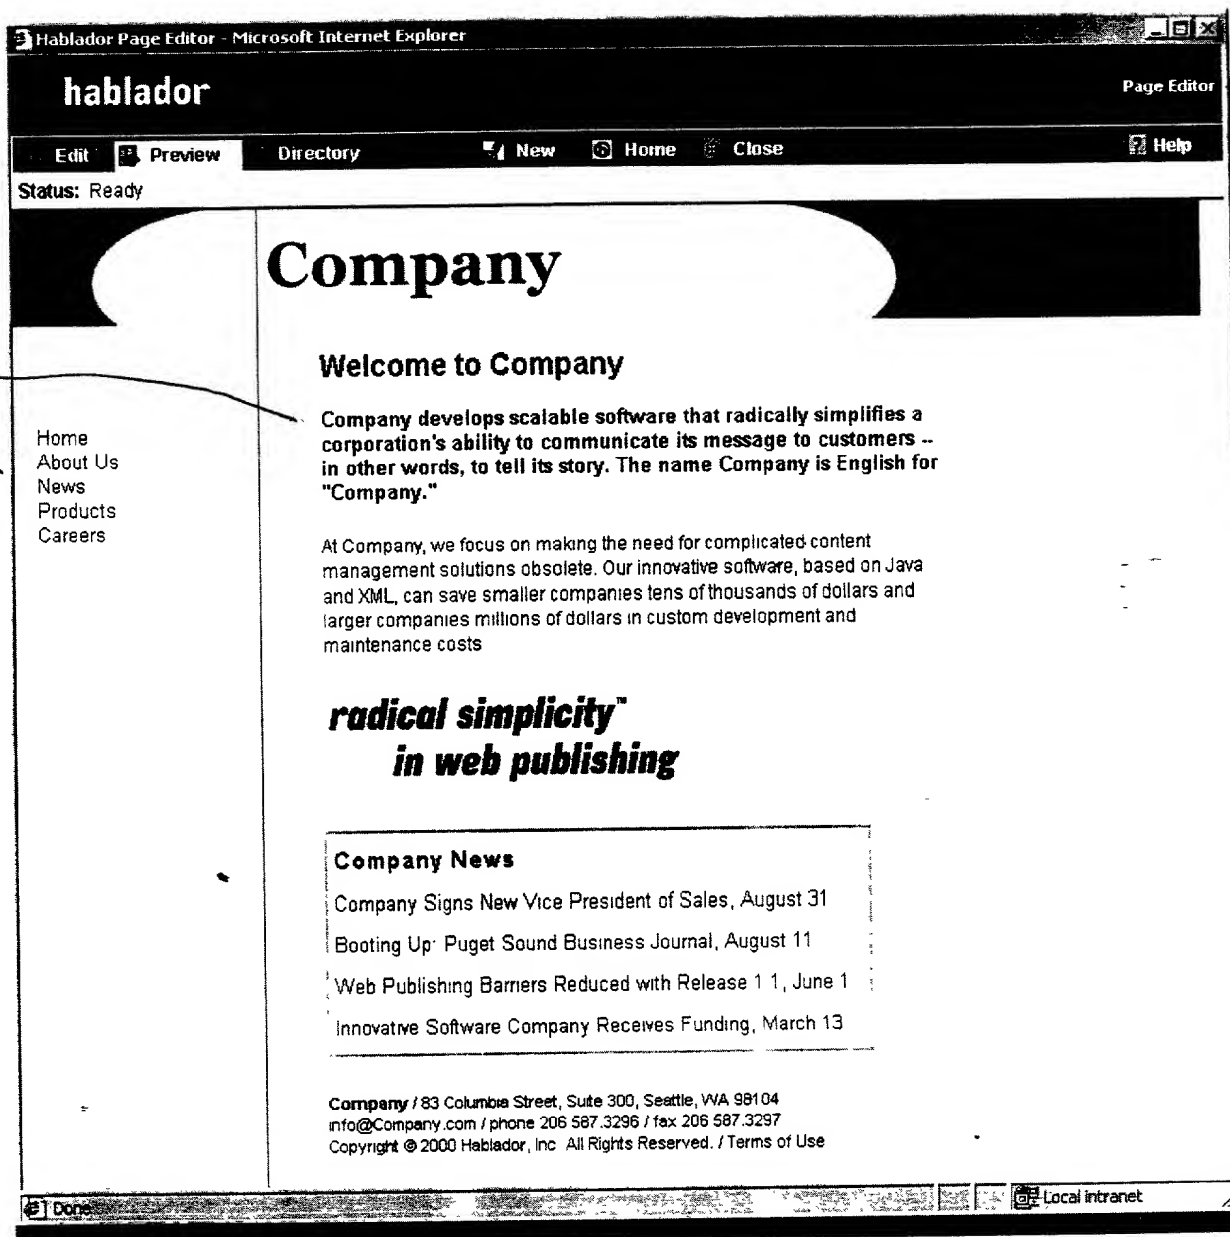 Hablador Page Editor - Microsoft Internet Explorer
hablador
Page Editor
Edit Preview Directory New Home Close Help
Status: Ready
Company
Welcome to Company
Company develops scalable software that radically simplifies a
corporation's ability to communicate its message to customers --
in other words, to tell its story. The name Company is English for
"Company."
Home
About Us
News
Products
Careers
At Company, we focus on making the need for complicated content
management solutions obsolete. Our innovative software, based on Java
and XML, can save smaller companies tens of thousands of dollars and
larger companies millions of dollars in custom development and
maintenance costs
radical simplicity™
in web publishing
Company News
Company Signs New Vice President of Sales, August 31
Booting Up: Puget Sound Business Journal, August 11
Web Publishing Barriers Reduced with Release 1 1, June 1
Innovative Software Company Receives Funding, March 13
Company / 83 Columbia Street, Suite 300, Seattle, WA 98104
info@Company.com / phone 206 587.3296 / fax 206 587.3297
Copyright © 2000 Hablador, Inc All Rights Reserved. / Terms of Use
Done
Local intranet